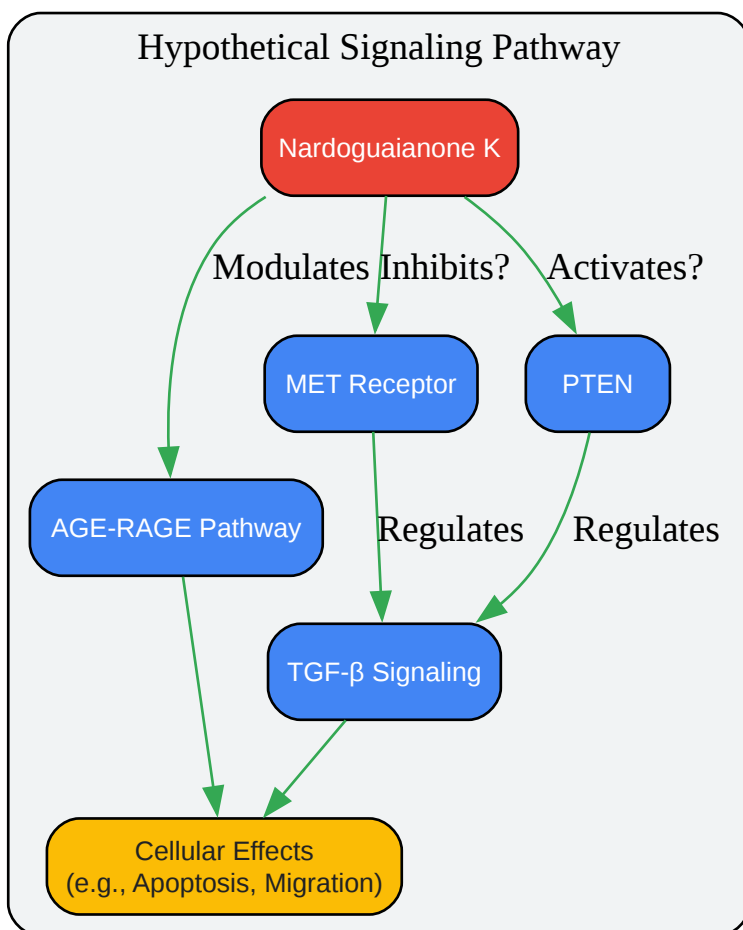 Hypothetical Signaling Pathway
Nardoguaianone K
Modulates
Inhibits?
Activates?
MET Receptor
PTEN
AGE-RAGE Pathway
Regulates
Regulates
TGF-β Signaling
Cellular Effects
(e.g., Apoptosis, Migration)